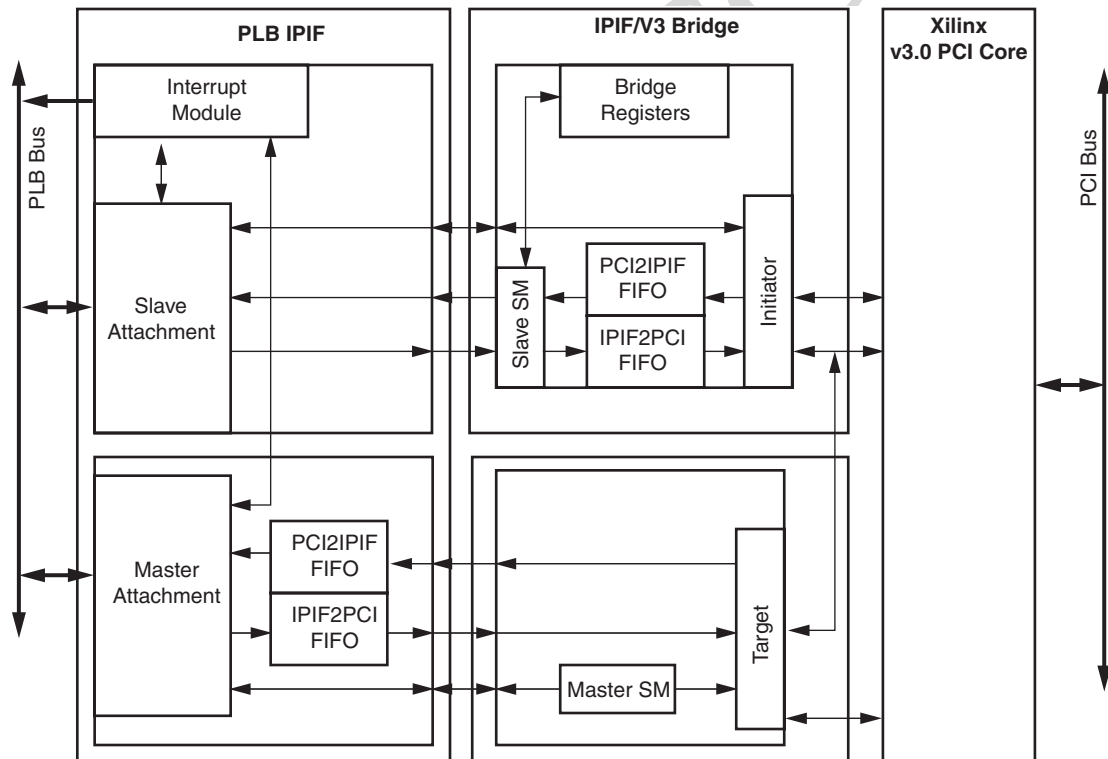 PLB IPIF
IPIF/V3 Bridge
Xilinx
v3.0 PCI Core
Interrupt
Module
Bridge
Registers
PLB Bus
PCI Bus
Slave
Attachment
Slave SM
PCI2IPIF
FIFO
IPIF2PCI
FIFO
Initiator
Master
Attachment
PCI2IPIF
FIFO
IPIF2PCI
FIFO
Master SM
Target